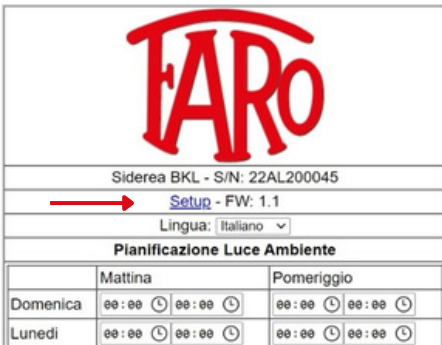 FARO
Siderea BKL - S/N: 22AL200045
Setup - FW: 1.1
Lingua: Italiano
Pianificazione Luce Ambiente
Mattina Pomeriggio
Domenica 00:00 00:00 00:00 00:00
Lunedi 00:00 00:00 00:00 00:00